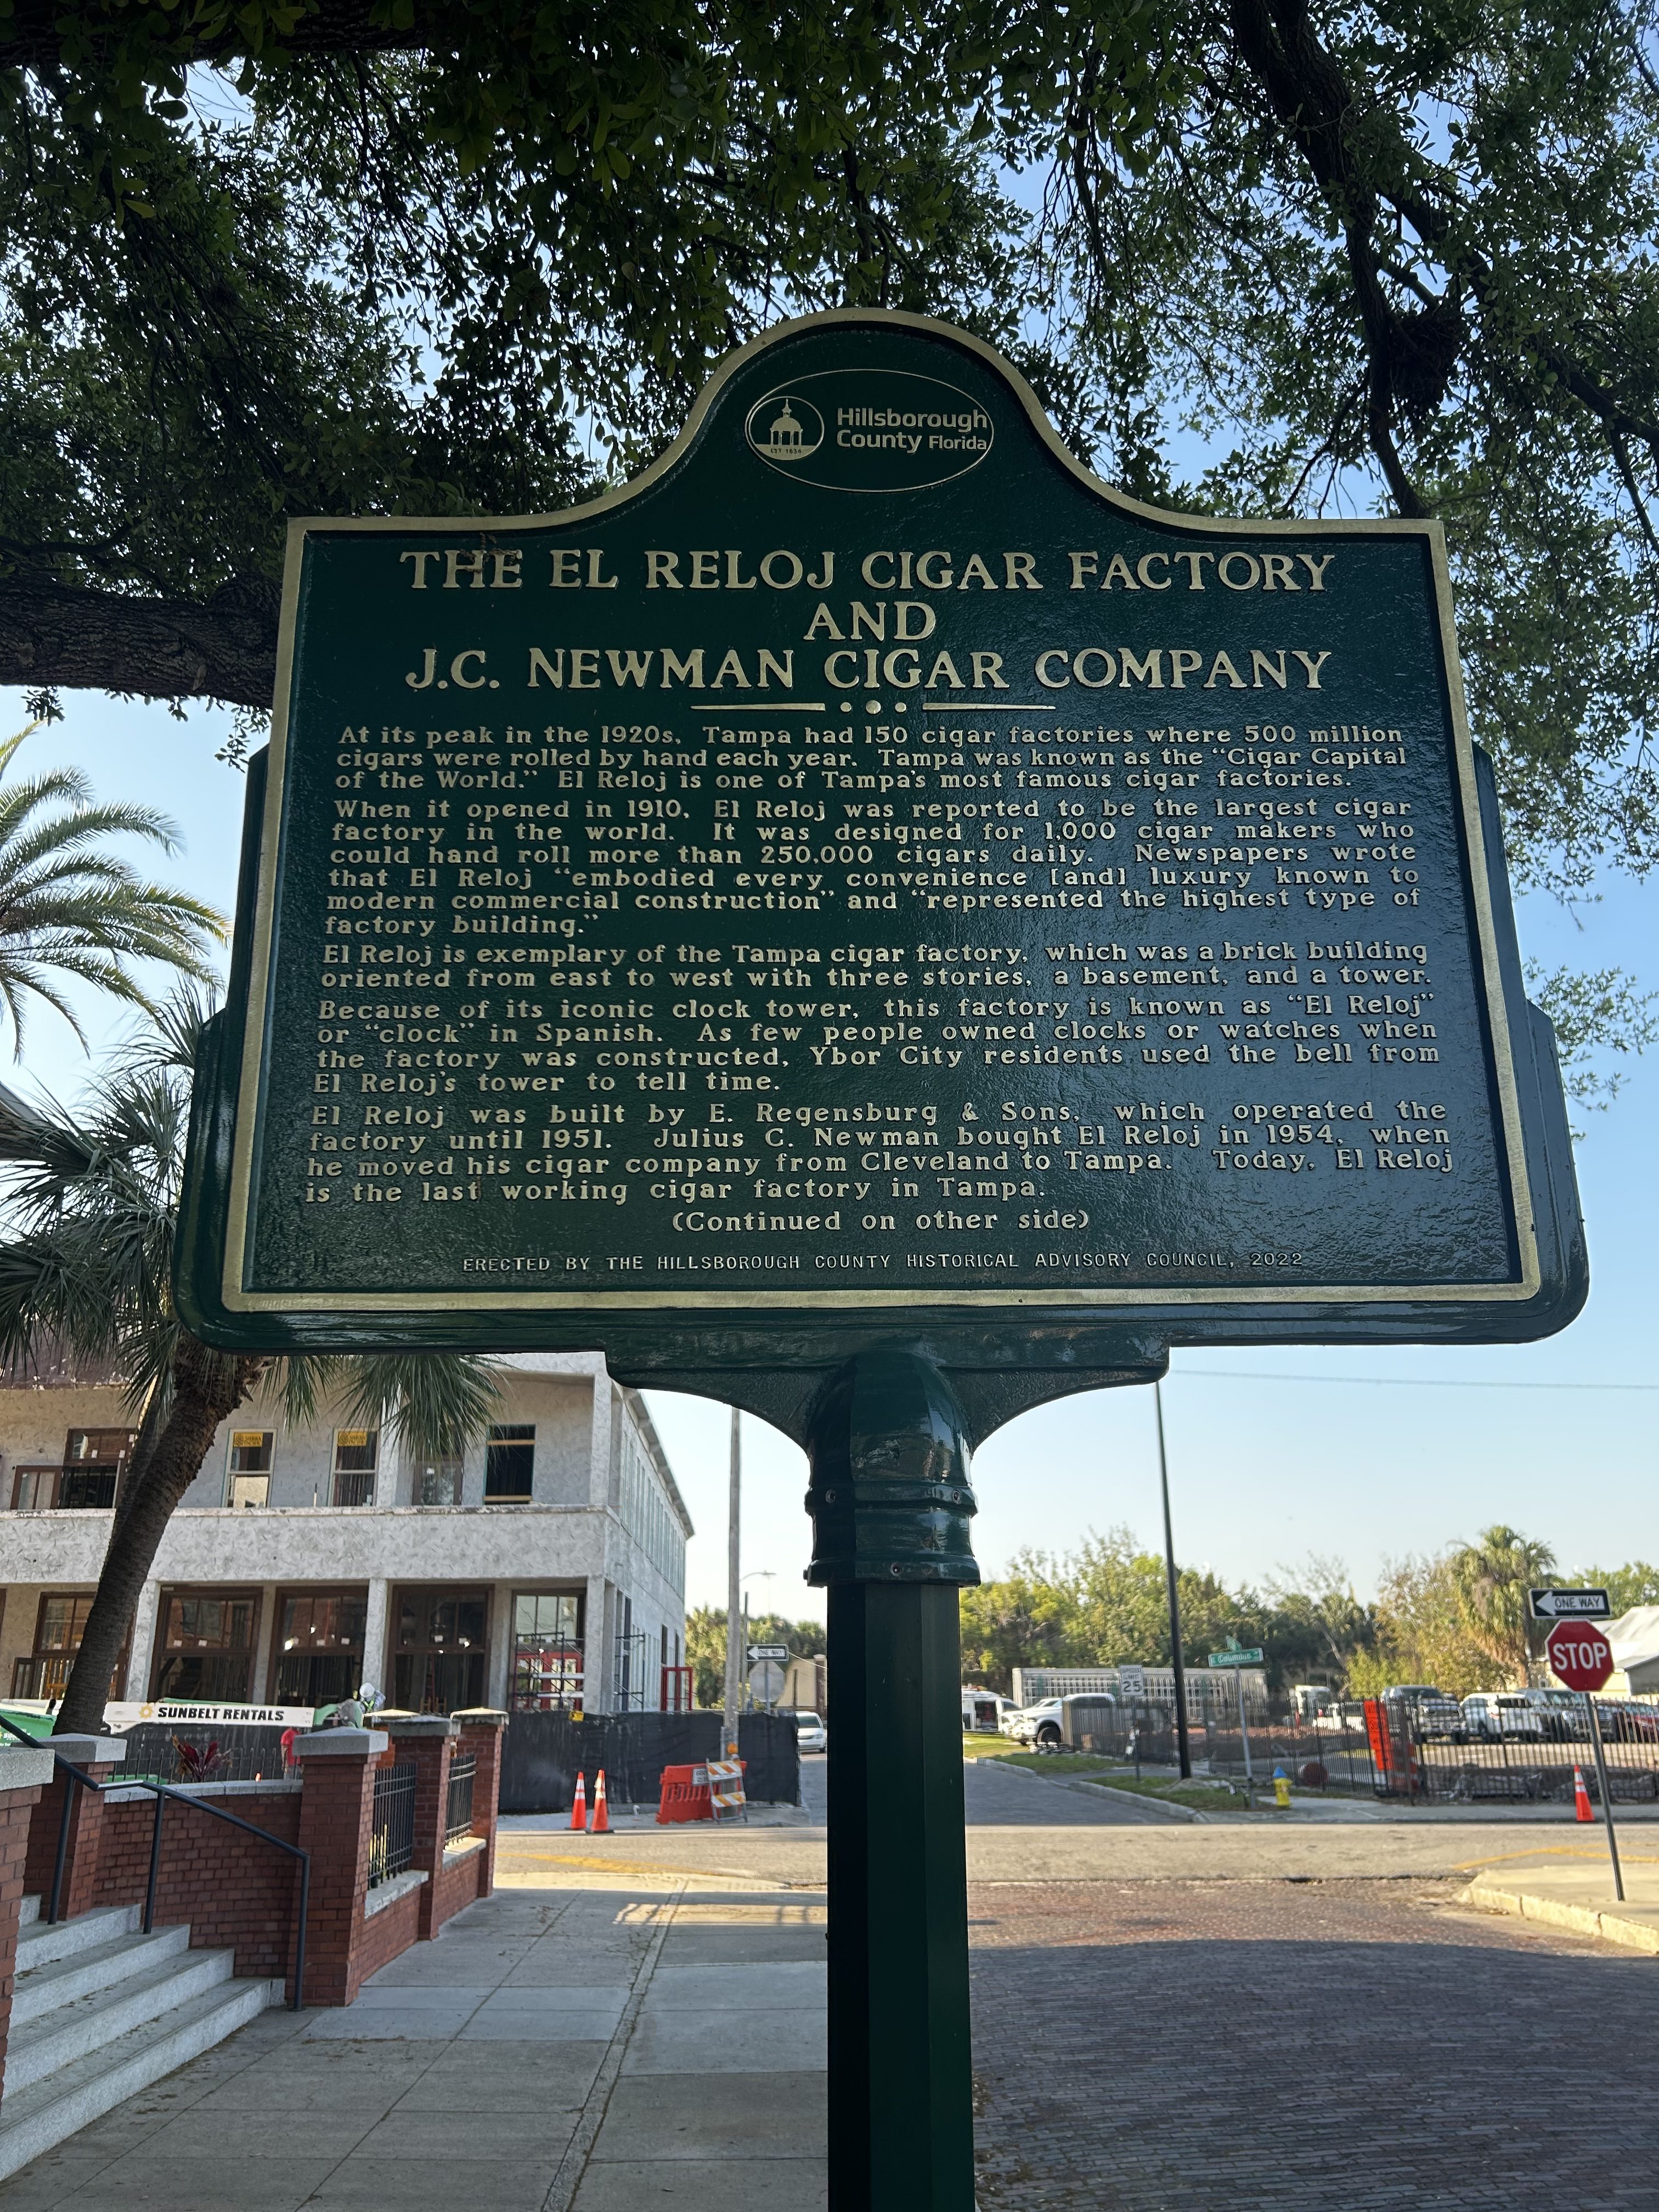 Hillsborough
County Florida
EST 1834
THE EL RELOJ CIGAR FACTORY
AND
J.C. NEWMAN CIGAR COMPANY
At its peak in the 1920s, Tampa had 150 cigar factories where 500 million
cigars were rolled by hand each year. Tampa was known as the "Cigar Capital
of the World." El Reloj is one of Tampa's most famous cigar factories.
When it opened in 1910, El Reloj was reported to be the largest cigar
factory in the world. It was designed for 1,000 cigar makers who
could hand roll more than 250,000 cigars daily. Newspapers wrote
that El Reloj "embodied every convenience [and] luxury known to
modern commercial construction" and "represented the highest type of
factory building."
El Reloj is exemplary of the Tampa cigar factory, which was a brick building
oriented from east to west with three stories, a basement, and a tower.
Because of its iconic clock tower, this factory is known as "El Reloj"
or "clock" in Spanish. As few people owned clocks or watches when
the factory was constructed, Ybor City residents used the bell from
El Reloj's tower to tell time.
El Reloj was built by E. Regensburg & Sons, which operated the
factory until 1951. Julius C. Newman bought El Reloj in 1954, when
he moved his cigar company from Cleveland to Tampa. Today, El Reloj
is the last working cigar factory in Tampa.
(Continued on other side)
ERECTED BY THE HILLSBOROUGH COUNTY HISTORICAL ADVISORY COUNCIL, 2022
ONE WAY
STOP
ONE WAY
E Columbus
25
SUNBELT RENTALS